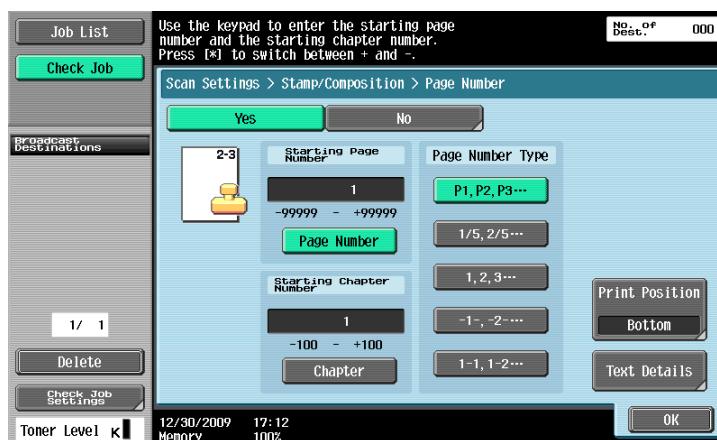 Job List
Check Job
Use the keypad to enter the starting page
number and the starting chapter number.
Press [*] to switch between + and -.
No. of
Dest.
000
Scan Settings > Stamp/Composition > Page Number
Yes
No
Broadcast
Destinations
2-3
Starting Page
Number
1
-99999 - +99999
Page Number
Starting Chapter
Number
1
-100 - +100
Chapter
Page Number Type
P1,P2,P3···
1/5,2/5···
1,2,3···
-1-,-2-···
1-1,1-2···
Print Position
Bottom
Text Details
1/ 1
Delete
Check Job
Settings
Toner Level K
12/30/2009 17:12
Memory 100%
OK